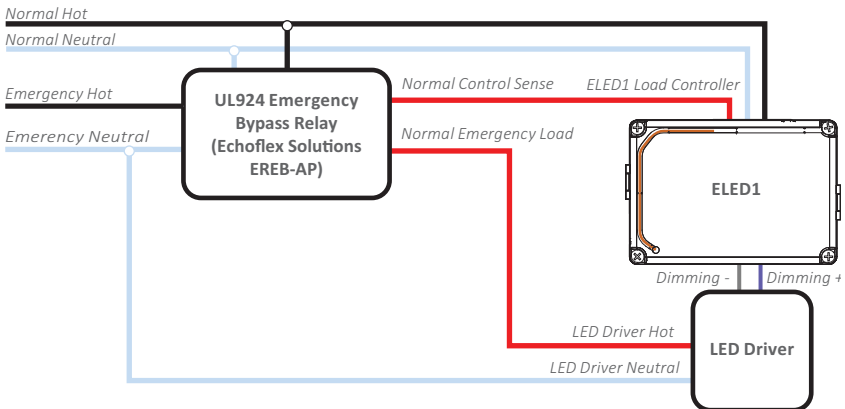 Normal Hot
Normal Neutral
Emergency Hot
Emerency Neutral
UL924 Emergency
Bypass Relay
(Echoflex Solutions
EREB-AP)
Normal Control Sense
ELED1 Load Controller
Normal Emergency Load
ELED1
Dimming -
Dimming +
LED Driver Hot
LED Driver
LED Driver Neutral